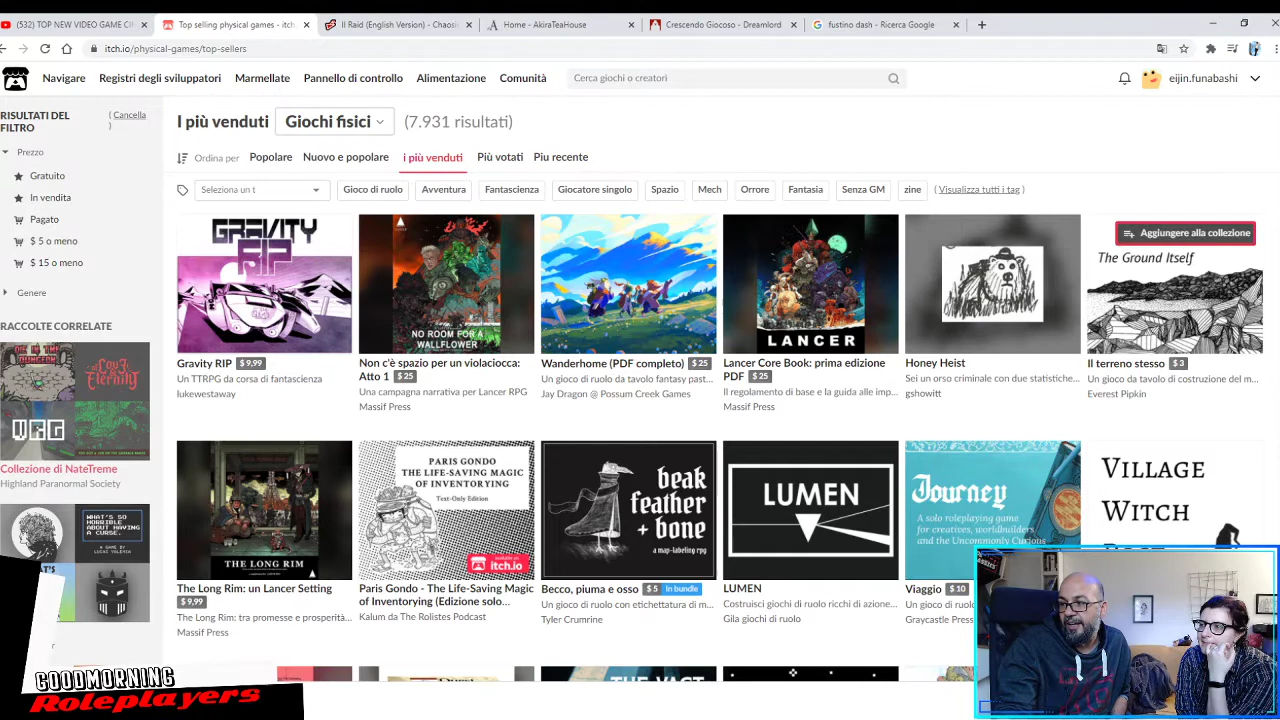 (532) TOP NEW VIDEO GAME CI
Top selling physical games - itch.
Il Raid (English Version) - Chaosi
Home - AkiraTeaHouse
Crescendo Giocoso – Dreamlord
fustino dash - Ricerca Google
itch.io/physical-games/top-sellers
Navigare
Registri degli sviluppatori
Marmellate
Pannello di controllo
Alimentazione
Comunità
Cerca giochi o creatori
eijin.funabashi
RISULTATI DEL
FILTRO
( Cancella
)
Prezzo
Gratuito
In vendita
Pagato
$ 5 o meno
$ 15 o meno
Genere
RACCOLTE CORRELATE
Collezione di NateTreme
Highland Paranormal Society
WHAT'S SO
HORRIBLE
ABOUT HAVING
A CURSE.
I più venduti
Giochi fisici
(7.931 risultati)
Ordina per
Popolare
Nuovo e popolare
i più venduti
Più votati
Piu recente
Seleziona un t
Gioco di ruolo
Avventura
Fantascienza
Giocatore singolo
Spazio
Mech
Orrore
Fantasia
Senza GM
zine
( Visualizza tutti i tag )
GRAVITY
RIP
NO ROOM FOR A
WALLFLOWER
LANCER
Aggiungere alla collezione
The Ground Itself
Gravity RIP $ 9,99
Un TTRPG da corsa di fantascienza
lukewestaway
Non c'è spazio per un violacciocca:
Atto 1 $ 25
Una campagna narrativa per Lancer RPG
Massif Press
Wanderhome (PDF completo) $ 25
Un gioco di ruolo da tavolo fantasy past...
Jay Dragon @ Possum Creek Games
Lancer Core Book: prima edizione
PDF $ 25
Il regolamento di base e la guida alle imp...
Massif Press
Honey Heist
Sei un orso criminale con due statistiche...
gshowitt
Il terreno stesso $ 3
Un gioco da tavolo di costruzione del m...
Everest Pipkin
THE LONG RIM
PARIS GONDO
THE LIFE-SAVING MAGIC
OF INVENTORYING
Text-Only Edition
itch.io
beak
feather
+ bone
a map-labeling rpg
LUMEN
Journey
A solo roleplaying game
for creatives, worldbuilders
and the Uncommonly Curious
VILLAGE
WITCH
The Long Rim: un Lancer Setting
$ 9,99
The Long Rim: tra promesse e prosperità...
Massif Press
Paris Gondo - The Life-Saving Magic
of Inventorying (Edizione solo...
Kalum da The Rolistes Podcast
Becco, piuma e osso $ 5 In bundle
Un gioco di ruolo con etichettatura di m...
Tyler Crumrine
LUMEN
Costruisci giochi di ruolo ricchi di azione...
Gila giochi di ruolo
Viaggio $ 10
Un gioco di ruolo
Graycastle Press
GOODMORNING
Roleplayers